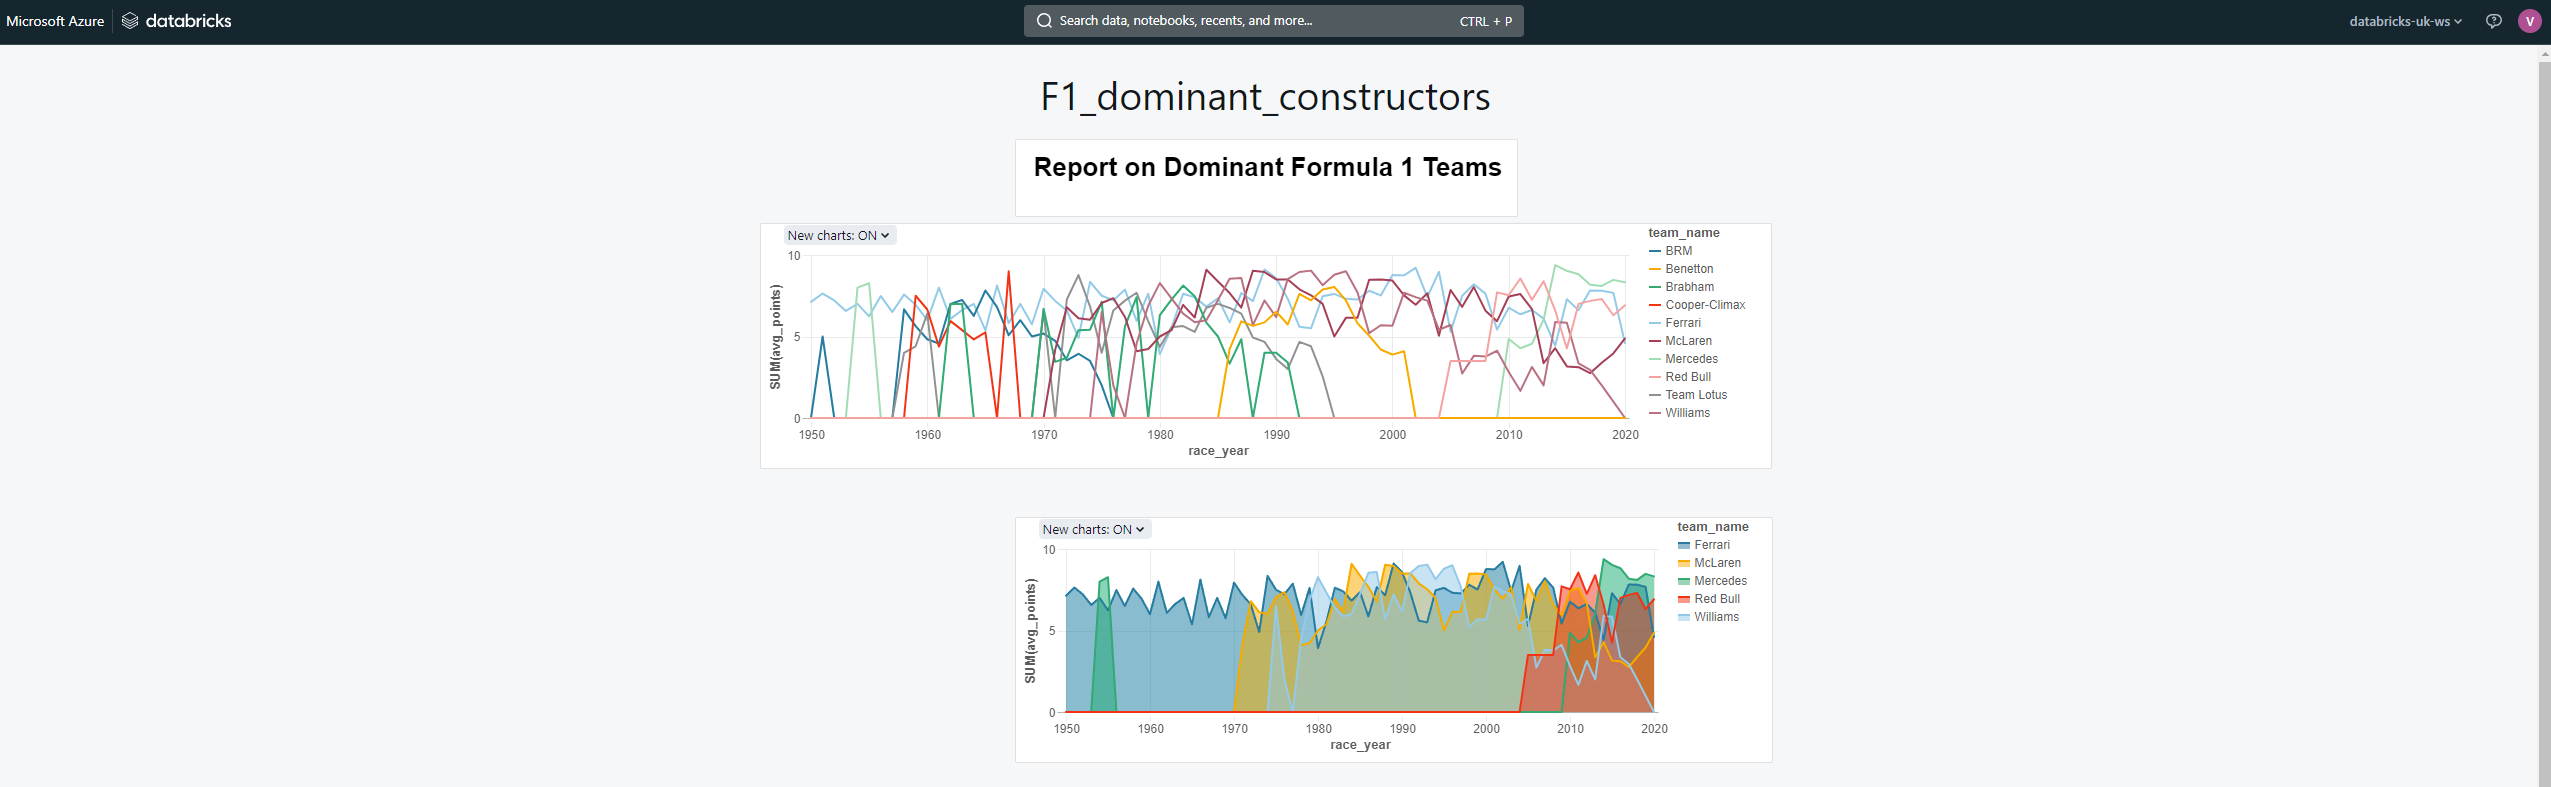 Microsoft Azure databricks
Search data, notebooks, recents, and more... CTRL + P
databricks-uk-ws
V
F1_dominant_constructors
Report on Dominant Formula 1 Teams
New charts: ON
SUM(avg_points)
10
5
0
1950 1960 1970 1980 1990 2000 2010 2020
race_year
team_name
BRM
Benetton
Brabham
Cooper-Climax
Ferrari
McLaren
Mercedes
Red Bull
Team Lotus
Williams
New charts: ON
SUM(avg_points)
10
5
0
1950 1960 1970 1980 1990 2000 2010 2020
race_year
team_name
Ferrari
McLaren
Mercedes
Red Bull
Williams